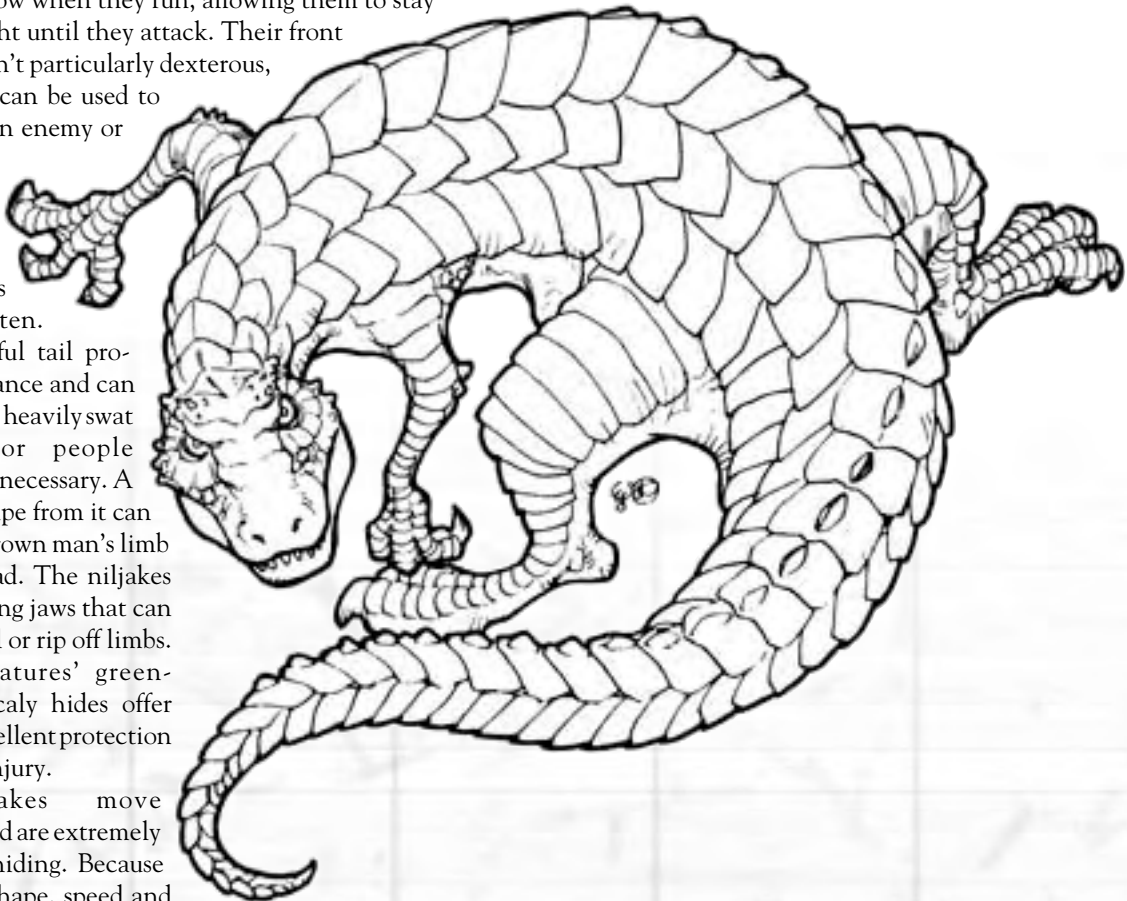 ow when they run, allowing them to stay
ht until they attack. Their front
n't particularly dexterous,
can be used to
n enemy or
s
ten.
ful tail pro-
ance and can
heavily swat
or people
necessary. A
ipe from it can
rown man's limb
ad. The niljakes
ng jaws that can
l or rip off limbs.
atures' green-
caly hides offer
ellent protection
njury.
akes move
d are extremely
hiding. Because
hape, speed and